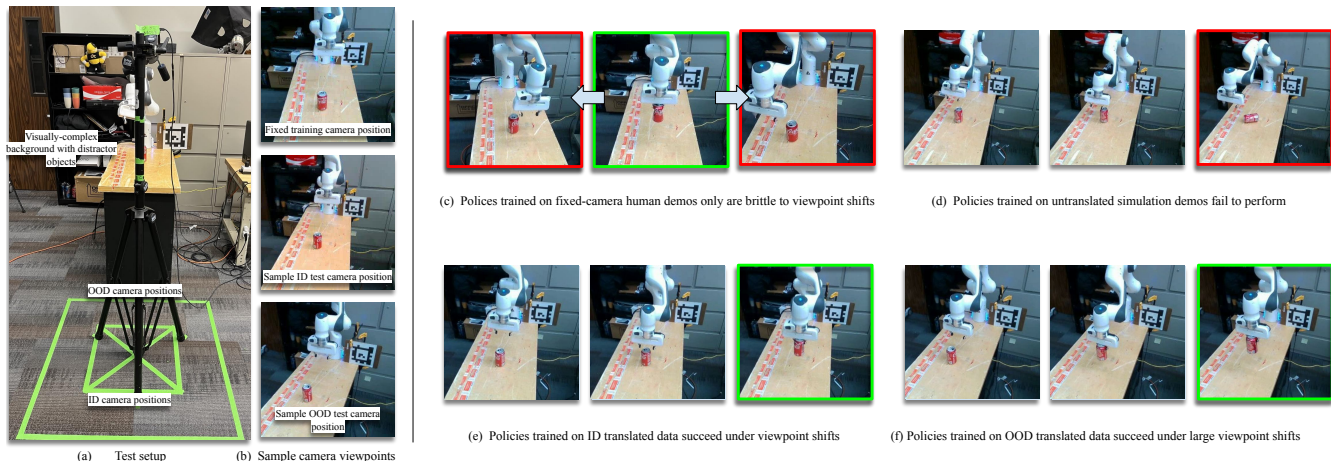 Visually-complex
background with distractor
objects
OOD camera positions
ID camera positions
(a) Test setup
Fixed training camera position
Sample ID test camera position
Sample OOD test camera
position
(b) Sample camera viewpoints
(c) Polices trained on fixed-camera human demos only are brittle to viewpoint shifts
(d) Policies trained on untranslated simulation demos fail to perform
(e) Policies trained on ID translated data succeed under viewpoint shifts
(f) Policies trained on OOD translated data succeed under large viewpoint shifts